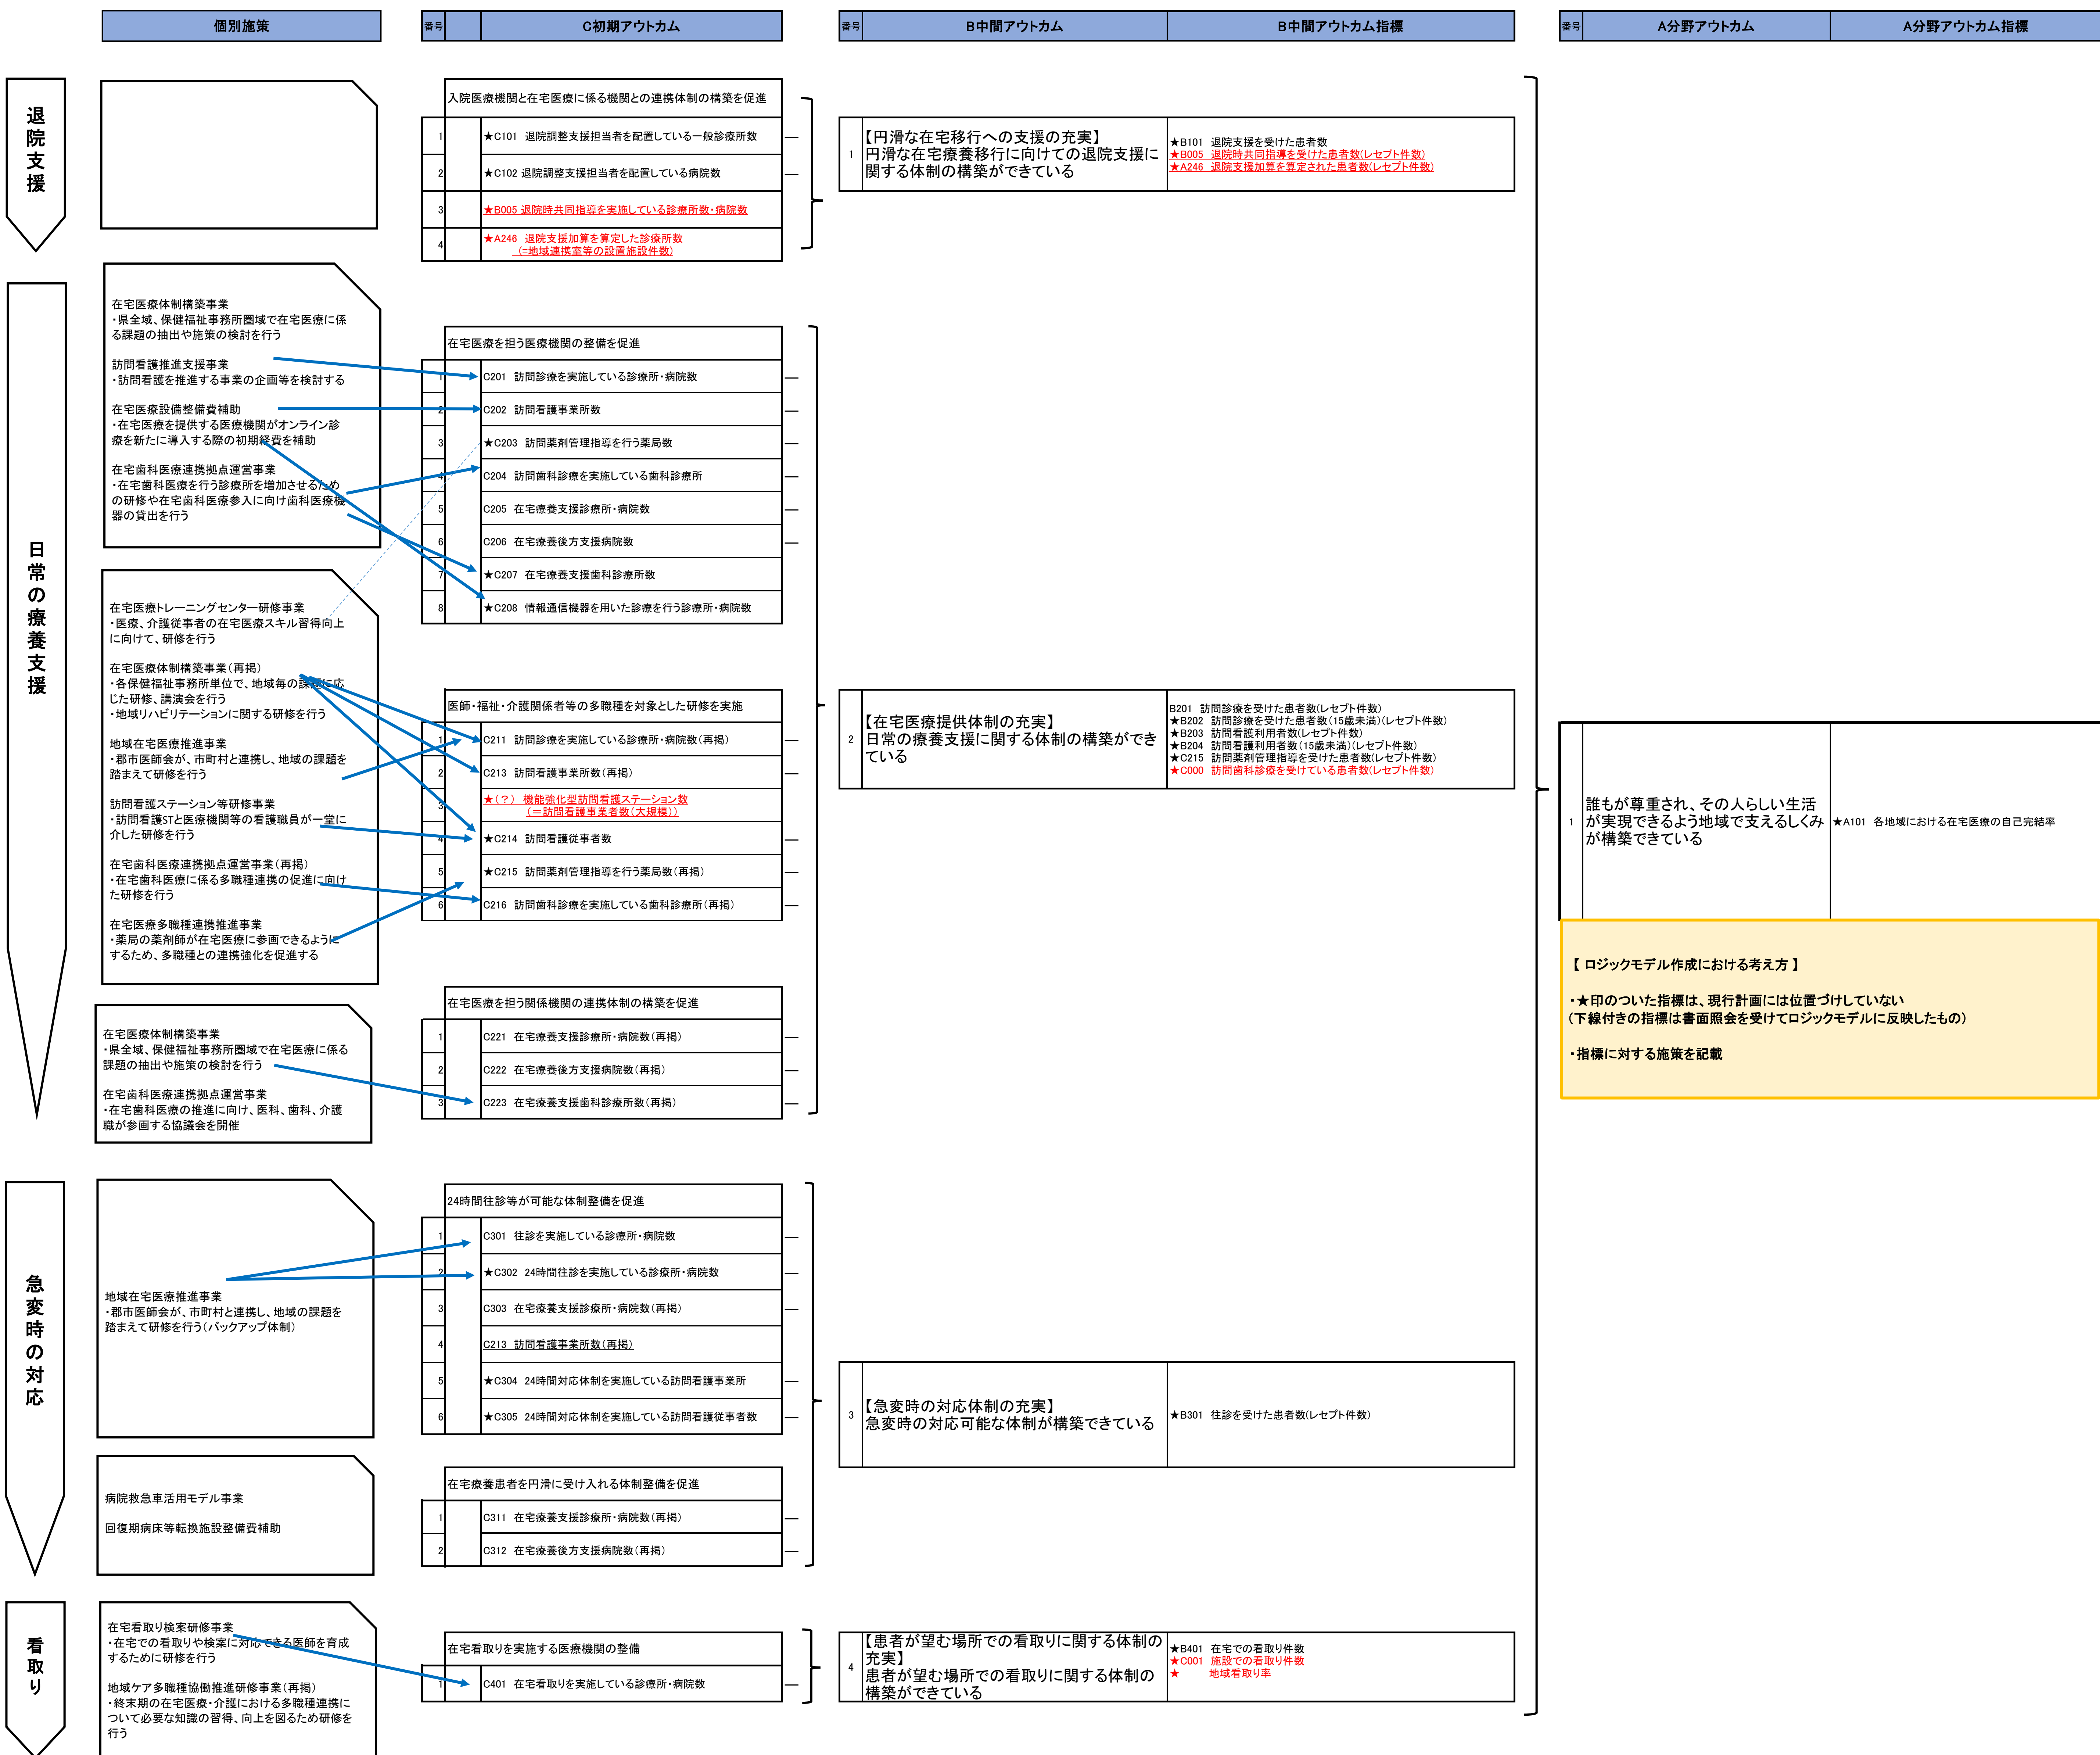 個別施策
番号
C初期アウトカム
番号
B中間アウトカム
B中間アウトカム指標
番号
A分野アウトカム
A分野アウトカム指標
退院支援
入院医療機関と在宅医療に係る機関との連携体制の構築を促進
1 ★C101 退院調整支援担当者を配置している一般診療所数
2 ★C102 退院調整支援担当者を配置している病院数
3 ★B005 退院時共同指導を実施している診療所数・病院数
4 ★A246 退院支援加算を算定した診療所数
(=地域連携室等の設置施設件数)
1
【円滑な在宅移行への支援の充実】
円滑な在宅療養移行に向けての退院支援に
関する体制の構築ができている
★B101 退院支援を受けた患者数
★B005 退院時共同指導を受けた患者数(レセプト件数)
★A246 退院支援加算を算定された患者数(レセプト件数)
日常の療養支援
在宅医療体制構築事業
・県全域、保健福祉事務所圏域で在宅医療に係
る課題の抽出や施策の検討を行う
訪問看護推進支援事業
・訪問看護を推進する事業の企画等を検討する
在宅医療設備整備費補助
・在宅医療を提供する医療機関がオンライン診
療を新たに導入する際の初期経費を補助
在宅歯科医療連携拠点運営事業
・在宅歯科医療を行う診療所を増加させるため
の研修や在宅歯科医療参入に向け歯科医療機
器の貸出を行う
在宅医療を担う医療機関の整備を促進
1 C201 訪問診療を実施している診療所・病院数
2 C202 訪問看護事業所数
3 ★C203 訪問薬剤管理指導を行う薬局数
4 C204 訪問歯科診療を実施している歯科診療所
5 C205 在宅療養支援診療所・病院数
6 C206 在宅療養後方支援病院数
7 ★C207 在宅療養支援歯科診療所数
8 ★C208 情報通信機器を用いた診療を行う診療所・病院数
在宅医療トレーニングセンター研修事業
・医療、介護従事者の在宅医療スキル習得向上
に向けて、研修を行う
在宅医療体制構築事業(再掲)
・各保健福祉事務所単位で、地域毎の課題に応
じた研修、講演会を行う
・地域リハビリテーションに関する研修を行う
地域在宅医療推進事業
・郡市医師会が、市町村と連携し、地域の課題を
踏まえて研修を行う
訪問看護ステーション等研修事業
・訪問看護STと医療機関等の看護職員が一堂に
介した研修を行う
在宅歯科医療連携拠点運営事業(再掲)
・在宅歯科医療に係る多職種連携の促進に向け
た研修を行う
在宅医療多職種連携推進事業
・薬局の薬剤師が在宅医療に参画できるように
するため、多職種との連携強化を促進する
医師・福祉・介護関係者等の多職種を対象とした研修を実施
1 C211 訪問診療を実施している診療所・病院数(再掲)
2 C213 訪問看護事業所数(再掲)
3 ★(?) 機能強化型訪問看護ステーション数
(=訪問看護事業者数(大規模))
4 ★C214 訪問看護従事者数
5 ★C215 訪問薬剤管理指導を行う薬局数(再掲)
6 C216 訪問歯科診療を実施している歯科診療所(再掲)
2
【在宅医療提供体制の充実】
日常の療養支援に関する体制の構築ができ
ている
B201 訪問診療を受けた患者数(レセプト件数)
★B202 訪問診療を受けた患者数(15歳未満)(レセプト件数)
★B203 訪問看護利用者数(レセプト件数)
★B204 訪問看護利用者数(15歳未満)(レセプト件数)
★C215 訪問薬剤管理指導を受けた患者数(レセプト件数)
★C000 訪問歯科診療を受けている患者数(レセプト件数)
1
誰もが尊重され、その人らしい生活
が実現できるよう地域で支えるしくみ
が構築できている
★A101 各地域における在宅医療の自己完結率
【 ロジックモデル作成における考え方 】
・★印のついた指標は、現行計画には位置づけしていない
(下線付きの指標は書面照会を受けてロジックモデルに反映したもの)
・指標に対する施策を記載
在宅医療体制構築事業
・県全域、保健福祉事務所圏域で在宅医療に係る
課題の抽出や施策の検討を行う
在宅歯科医療連携拠点運営事業
・在宅歯科医療の推進に向け、医科、歯科、介護
職が参画する協議会を開催
在宅医療を担う関係機関の連携体制の構築を促進
1 C221 在宅療養支援診療所・病院数(再掲)
2 C222 在宅療養後方支援病院数(再掲)
3 C223 在宅療養支援歯科診療所数(再掲)
急変時の対応
地域在宅医療推進事業
・郡市医師会が、市町村と連携し、地域の課題を
踏まえて研修を行う(バックアップ体制)
24時間往診等が可能な体制整備を促進
1 C301 往診を実施している診療所・病院数
2 ★C302 24時間往診を実施している診療所・病院数
3 C303 在宅療養支援診療所・病院数(再掲)
4 C213 訪問看護事業所数(再掲)
5 ★C304 24時間対応体制を実施している訪問看護事業所
6 ★C305 24時間対応体制を実施している訪問看護従事者数
3
【急変時の対応体制の充実】
急変時の対応可能な体制が構築できている
★B301 往診を受けた患者数(レセプト件数)
病院救急車活用モデル事業
回復期病床等転換施設整備費補助
在宅療養患者を円滑に受け入れる体制整備を促進
1 C311 在宅療養支援診療所・病院数(再掲)
2 C312 在宅療養後方支援病院数(再掲)
看取り
在宅看取り検案研修事業
・在宅での看取りや検案に対応できる医師を育成
するために研修を行う
地域ケア多職種協働推進研修事業(再掲)
・終末期の在宅医療・介護における多職種連携に
ついて必要な知識の習得、向上を図るため研修を
行う
在宅看取りを実施する医療機関の整備
1 C401 在宅看取りを実施している診療所・病院数
4
【患者が望む場所での看取りに関する体制の
充実】
患者が望む場所での看取りに関する体制の
構築ができている
★B401 在宅での看取り件数
★C001 施設での看取り件数
★ 地域看取り率